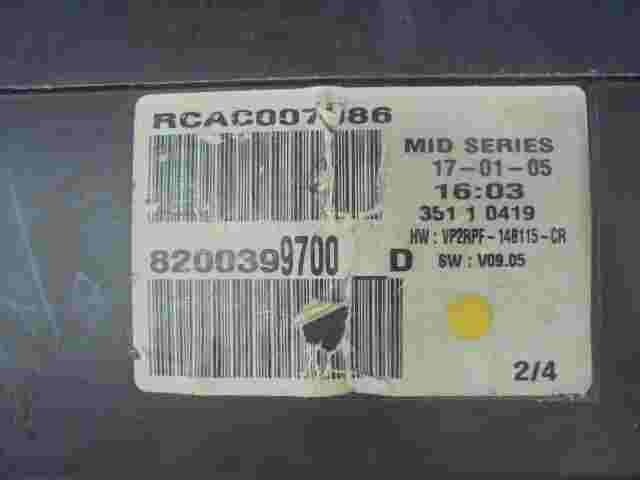 MID SERIES
17-01-05
16:03
351 1 0419
HW : VP2RPF-14B115-CR
SW : V09.05
8200399700__D
2/4